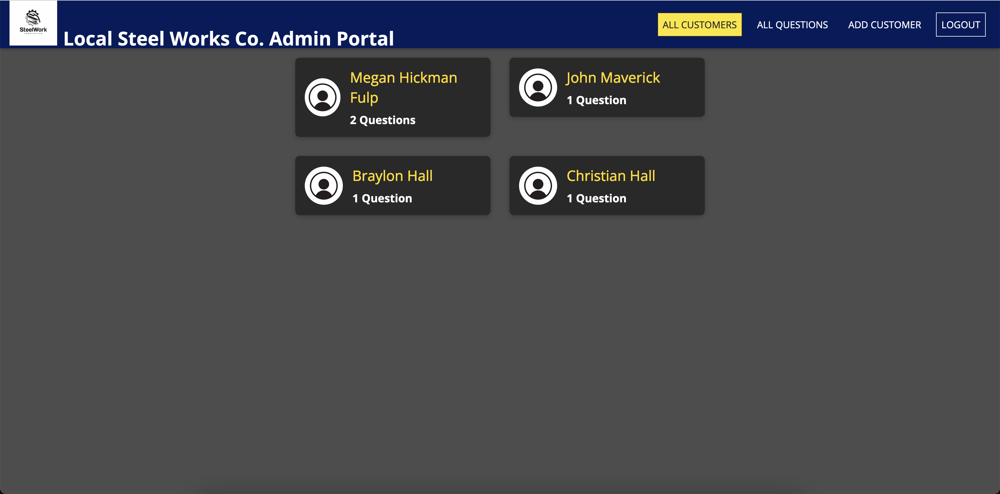 SteelWork
FABRICATION
Local Steel Works Co. Admin Portal
ALL CUSTOMERS
ALL QUESTIONS
ADD CUSTOMER
LOGOUT
Megan Hickman
Fulp
2 Questions
John Maverick
1 Question
Braylon Hall
1 Question
Christian Hall
1 Question